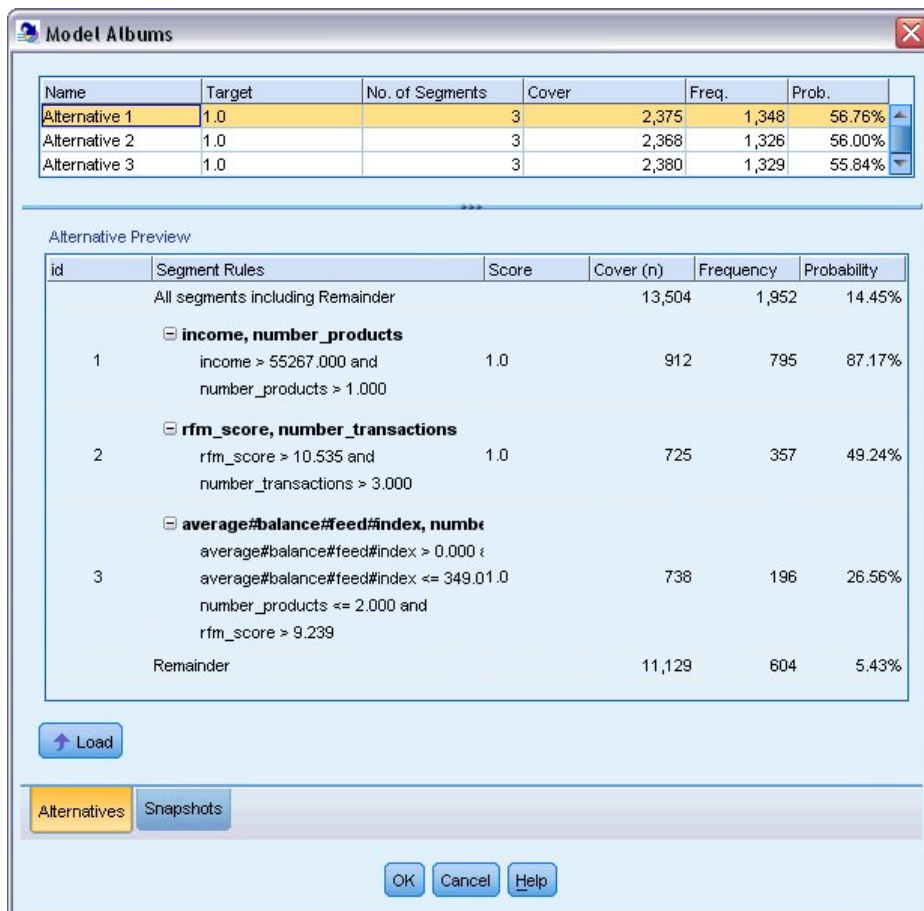 Model Albums
Name Target No. of Segments Cover Freq. Prob.
Alternative 1 1.0 3 2,375 1,348 56.76%
Alternative 2 1.0 3 2,368 1,326 56.00%
Alternative 3 1.0 3 2,380 1,329 55.84%
Alternative Preview
id Segment Rules Score Cover (n) Frequency Probability
All segments including Remainder 13,504 1,952 14.45%
income, number_products
income > 55267.000 and
1 1.0 912 795 87.17%
number_products > 1.000
rfm_score, number_transactions
rfm_score > 10.535 and
2 1.0 725 357 49.24%
number_transactions > 3.000
average#balance#feed#index, numbe
average#balance#feed#index > 0.000 a
average#balance#feed#index <= 349.0
3 1.0 738 196 26.56%
number_products <= 2.000 and
rfm_score > 9.239
Remainder 11,129 604 5.43%
Load
Alternatives Snapshots
OK Cancel Help